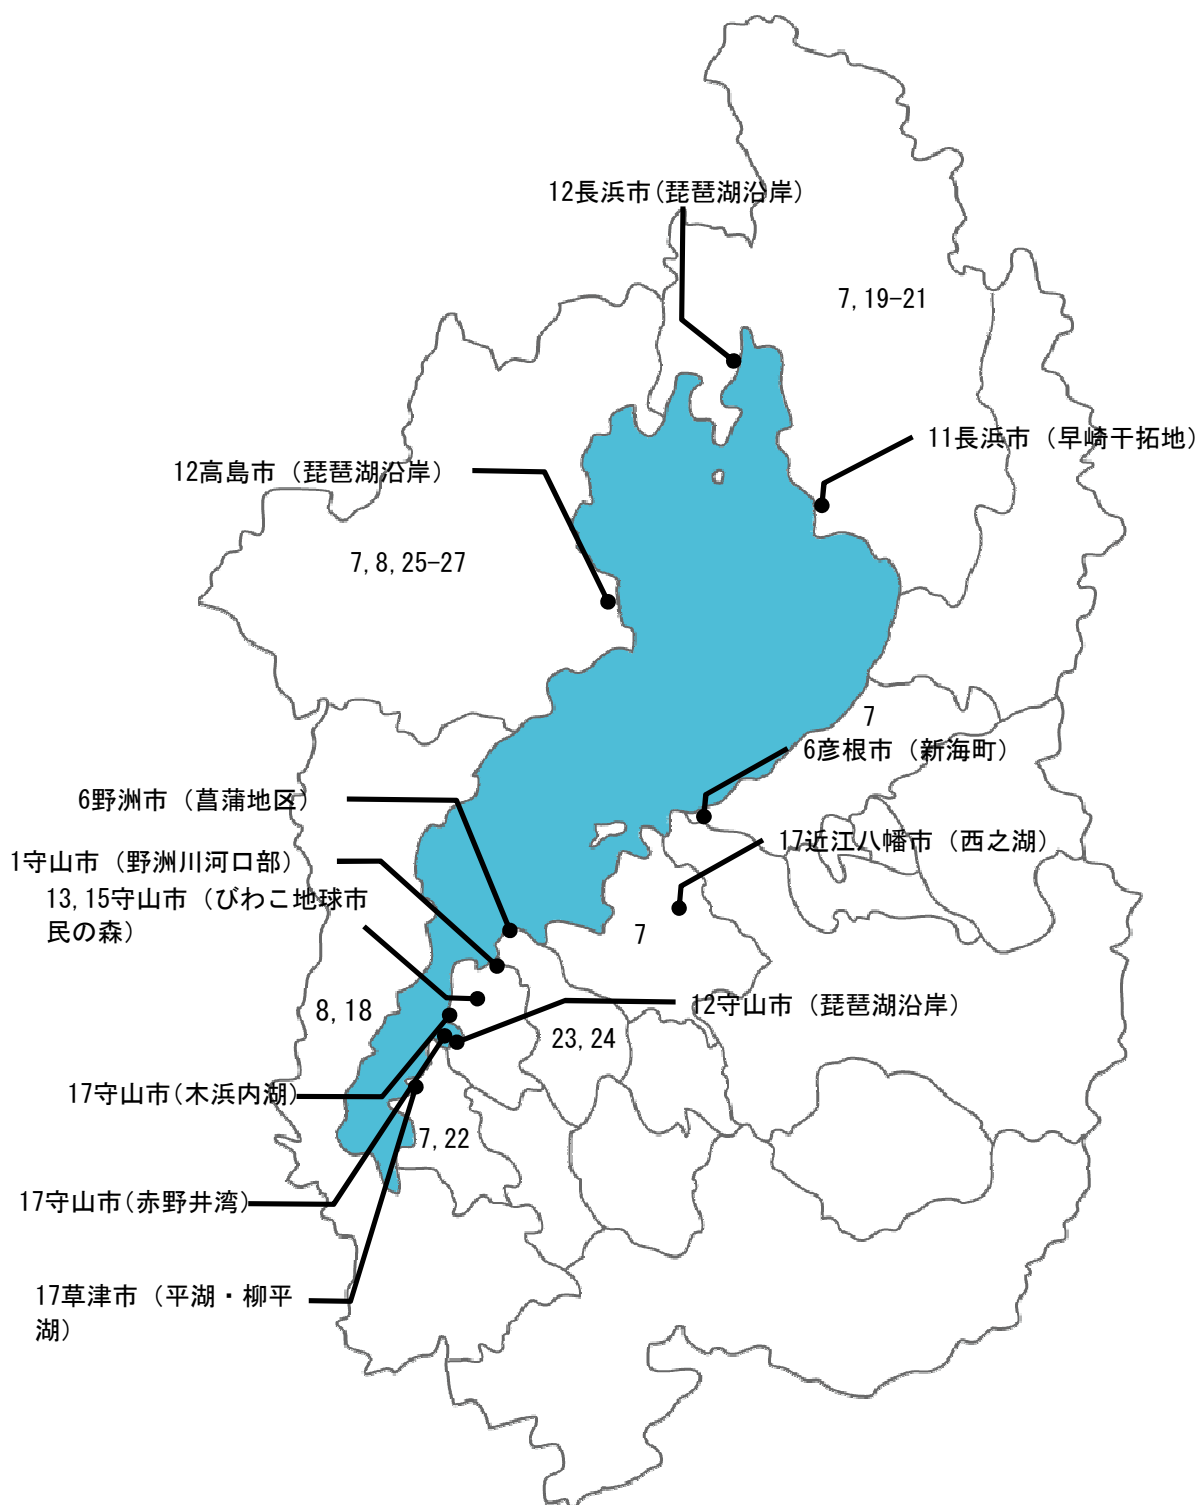 12長浜市(琵琶湖沿岸)
7,19-21
11長浜市（早崎干拓地）
12高島市（琵琶湖沿岸）
7,8,25-27
7
6彦根市（新海町）
6野洲市（菖蒲地区）
17近江八幡市（西之湖）
1守山市（野洲川河口部）
13,15守山市（びわこ地球市
民の森）
7
8,18
12守山市（琵琶湖沿岸）
23,24
17守山市(木浜内湖)
7,22
17守山市(赤野井湾)
17草津市（平湖・柳平
湖）